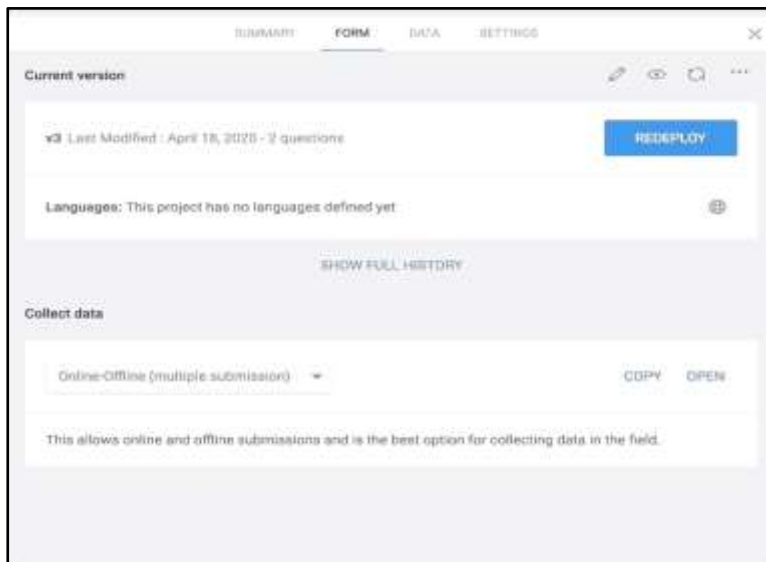 SUMMARY FORM DATA SETTINGS
Current version
v3 Last Modified : April 18, 2020 - 2 questions
REDEPLOY
Languages: This project has no languages defined yet
SHOW FULL HISTORY
Collect data
Online-Offline (multiple submission)
COPY OPEN
This allows online and offline submissions and is the best option for collecting data in the field.